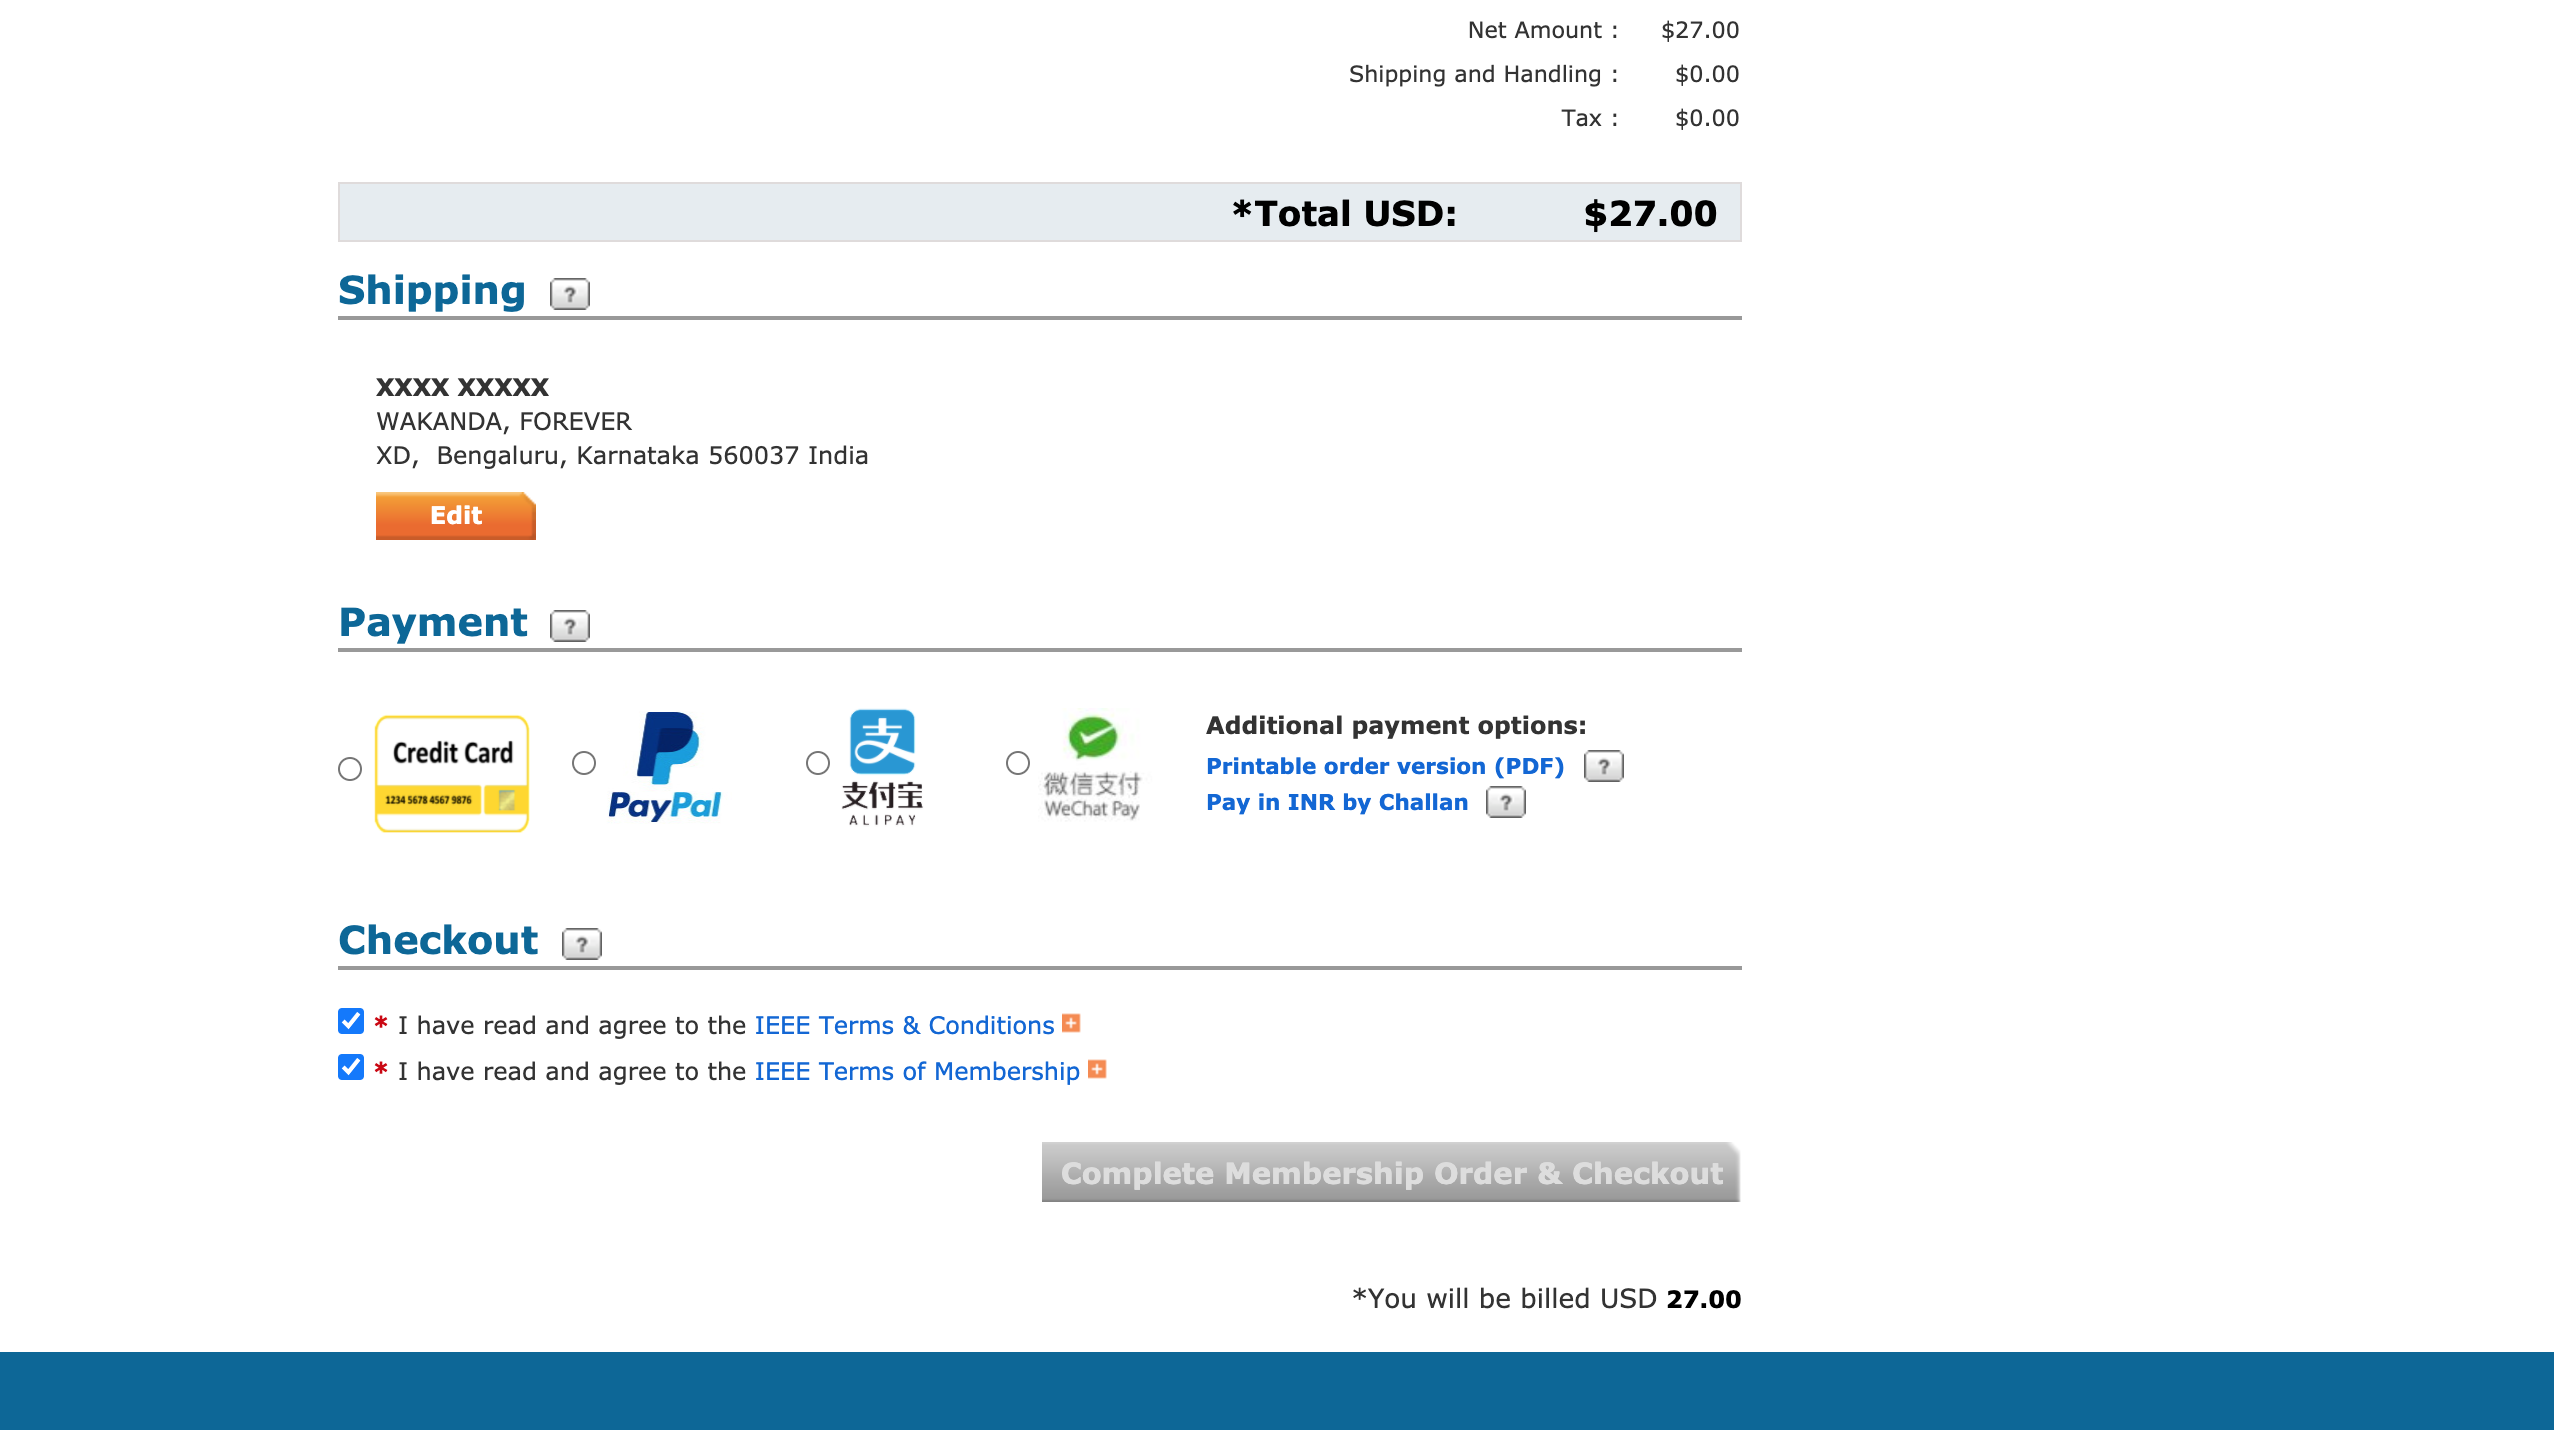 Net Amount : $27.00
Shipping and Handling : $0.00
Tax : $0.00
*Total USD: $27.00
Shipping ?
XXXX XXXXX
WAKANDA, FOREVER
XD, Bengaluru, Karnataka 560037 India
Edit
Payment ?
Credit Card
1234 5678 4567 9876
PayPal
支
支付宝
ALIPAY
微信支付
WeChat Pay
Additional payment options:
Printable order version (PDF) ?
Pay in INR by Challan ?
Checkout ?
* I have read and agree to the IEEE Terms & Conditions
* I have read and agree to the IEEE Terms of Membership
Complete Membership Order & Checkout
*You will be billed USD 27.00